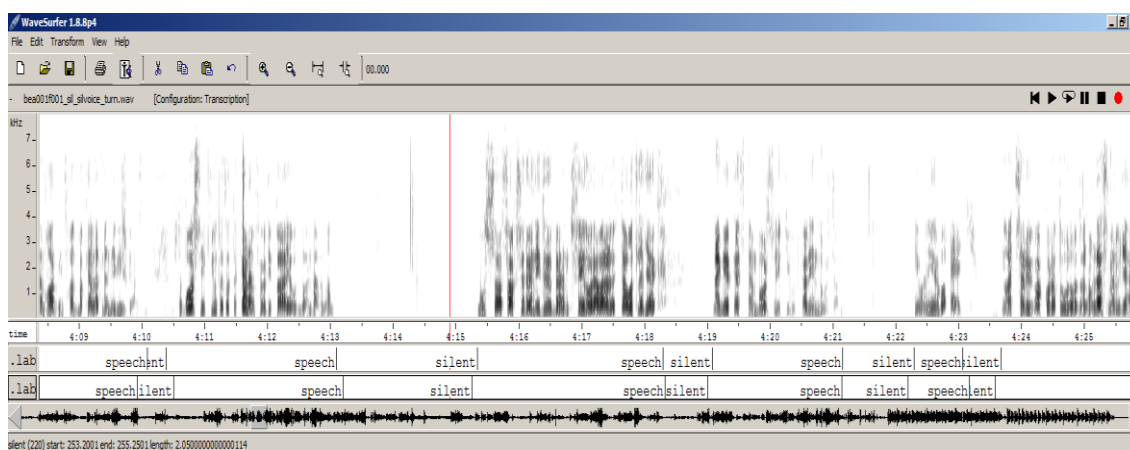 WaveSurfer 1.8.8p4
File Edit Transform View Help
00.000
- bea001f001_sil_silvoice_turn.wav [Configuration: Transcription]
kHz
7
6
5
4
3
2
1
time 4:09 4:10 4:11 4:12 4:13 4:14 4:15 4:16 4:17 4:18 4:19 4:20 4:21 4:22 4:23 4:24 4:25
.lab speech ent speech silent speech silent speech silent speech silent
.lab speech ilent speech silent speech silent speech silent speech ent
silent (220) start: 253.2001 end: 255.2501 length: 2.0500000000000114